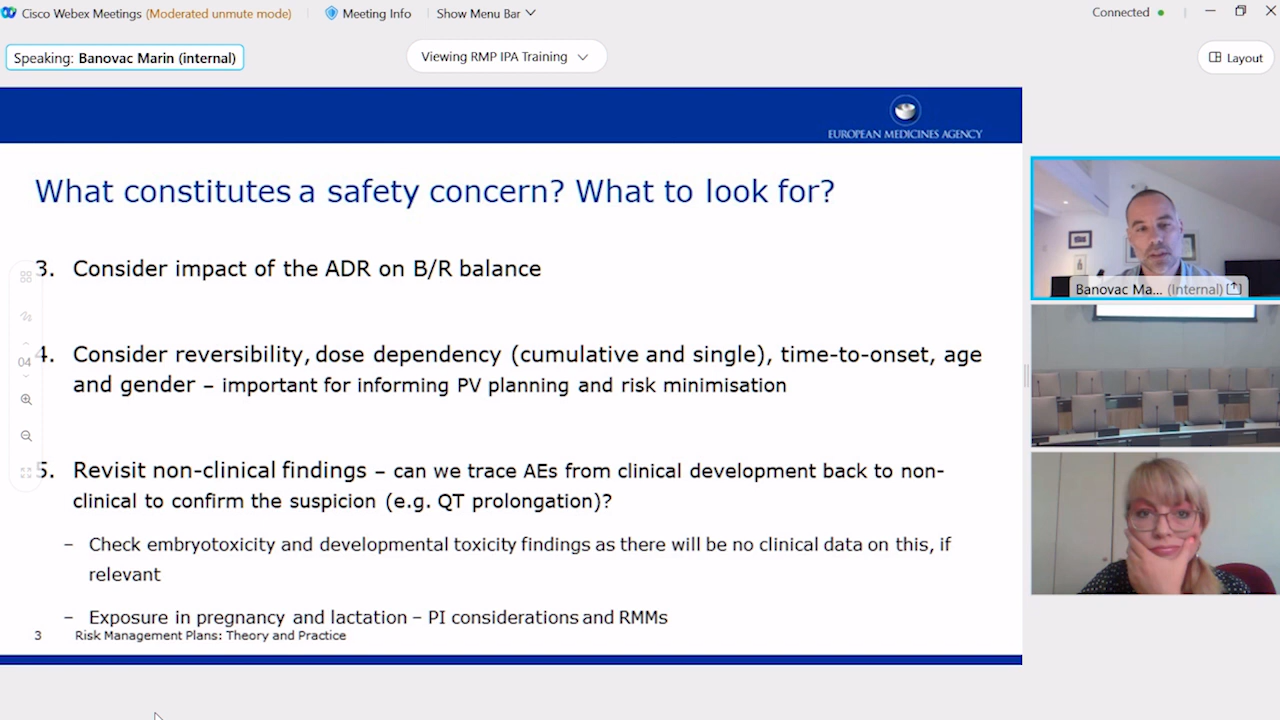 Cisco Webex Meetings (Moderated unmute mode) Meeting Info Show Menu Bar Connected
Speaking: Banovac Marin (internal) Viewing RMP IPA Training Layout
EUROPEAN MEDICINES AGENCY
What constitutes a safety concern? What to look for?
3. Consider impact of the ADR on B/R balance
4. Consider reversibility, dose dependency (cumulative and single), time-to-onset, age
and gender – important for informing PV planning and risk minimisation
04
5. Revisit non-clinical findings – can we trace AEs from clinical development back to non-
clinical to confirm the suspicion (e.g. QT prolongation)?
– Check embryotoxicity and developmental toxicity findings as there will be no clinical data on this, if
relevant
– Exposure in pregnancy and lactation – PI considerations and RMMs
3 Risk Management Plans: Theory and Practice
Banovac Ma... (Internal)